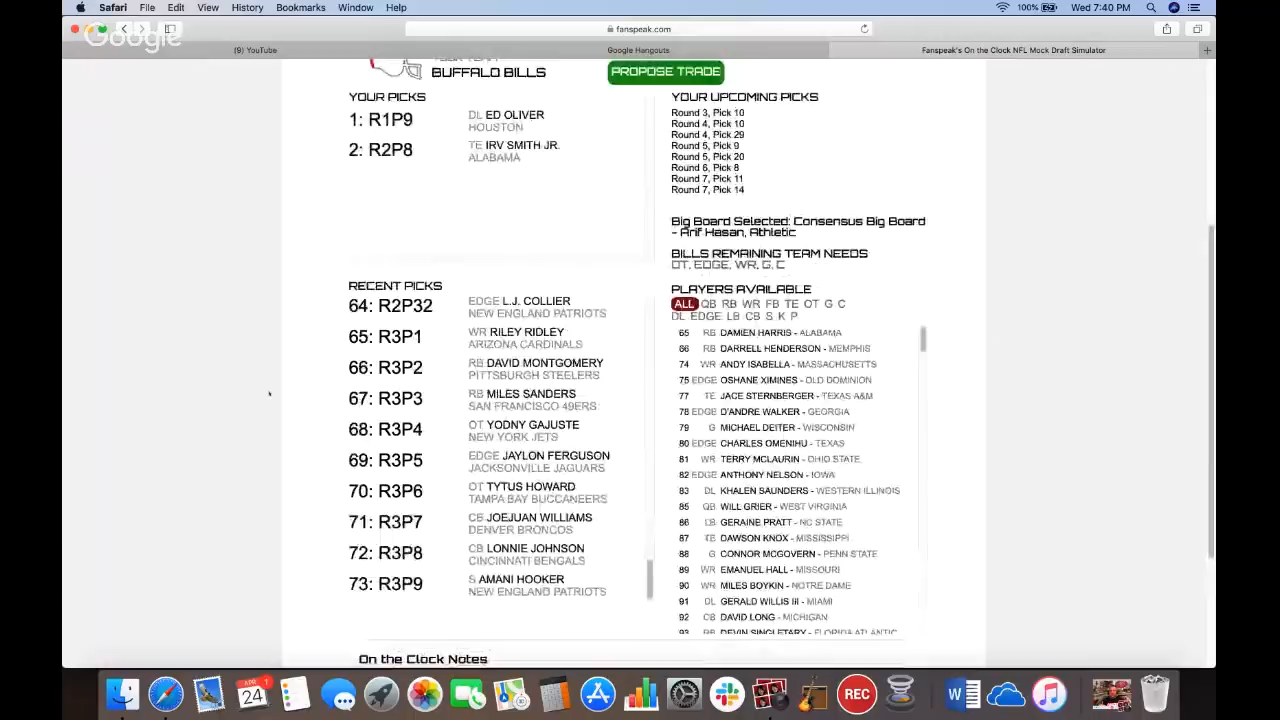 Safari File Edit View History Bookmarks Window Help 100% Wed 7:40 PM
Google
fanspeak.com
(9) YouTube Google Hangouts Fanspeak's On the Clock NFL Mock Draft Simulator
BUFFALO BILLS
PROPOSE TRADE
YOUR PICKS
1: R1P9 DL ED OLIVER
HOUSTON
2: R2P8 TE IRV SMITH JR.
ALABAMA
YOUR UPCOMING PICKS
Round 3, Pick 10
Round 4, Pick 10
Round 4, Pick 29
Round 5, Pick 9
Round 5, Pick 20
Round 6, Pick 8
Round 7, Pick 11
Round 7, Pick 14
Big Board Selected: Consensus Big Board
- Arif Hasan, Athletic
BILLS REMAINING TEAM NEEDS
OT, EDGE, WR, G, C
RECENT PICKS
64: R2P32 EDGE L.J. COLLIER
NEW ENGLAND PATRIOTS
65: R3P1 WR RILEY RIDLEY
ARIZONA CARDINALS
66: R3P2 RB DAVID MONTGOMERY
PITTSBURGH STEELERS
67: R3P3 RB MILES SANDERS
SAN FRANCISCO 49ERS
68: R3P4 OT YODNY GAJUSTE
NEW YORK JETS
69: R3P5 EDGE JAYLON FERGUSON
JACKSONVILLE JAGUARS
70: R3P6 OT TYTUS HOWARD
TAMPA BAY BUCCANEERS
71: R3P7 CB JOEJUAN WILLIAMS
DENVER BRONCOS
72: R3P8 CB LONNIE JOHNSON
CINCINNATI BENGALS
73: R3P9 S AMANI HOOKER
NEW ENGLAND PATRIOTS
PLAYERS AVAILABLE
ALL QB RB WR FB TE OT G C
DL EDGE LB CB S K P
65 RB DAMIEN HARRIS - ALABAMA
66 RB DARRELL HENDERSON - MEMPHIS
74 WR ANDY ISABELLA - MASSACHUSETTS
75 EDGE OSHANE XIMINES - OLD DOMINION
77 TE JACE STERNBERGER - TEXAS A&M
78 EDGE D'ANDRE WALKER - GEORGIA
79 G MICHAEL DEITER - WISCONSIN
80 EDGE CHARLES OMENIHU - TEXAS
81 WR TERRY MCLAURIN - OHIO STATE
82 EDGE ANTHONY NELSON - IOWA
83 DL KHALEN SAUNDERS - WESTERN ILLINOIS
85 QB WILL GRIER - WEST VIRGINIA
86 LB GERAINE PRATT - NC STATE
87 TE DAWSON KNOX - MISSISSIPPI
88 G CONNOR MCGOVERN - PENN STATE
89 WR EMANUEL HALL - MISSOURI
90 WR MILES BOYKIN - NOTRE DAME
91 DL GERALD WILLIS III - MIAMI
92 CB DAVID LONG - MICHIGAN
93 RB DEVIN SINGLETARY - FLORIDA ATLANTIC
On the Clock Notes
APR 1
24
REC